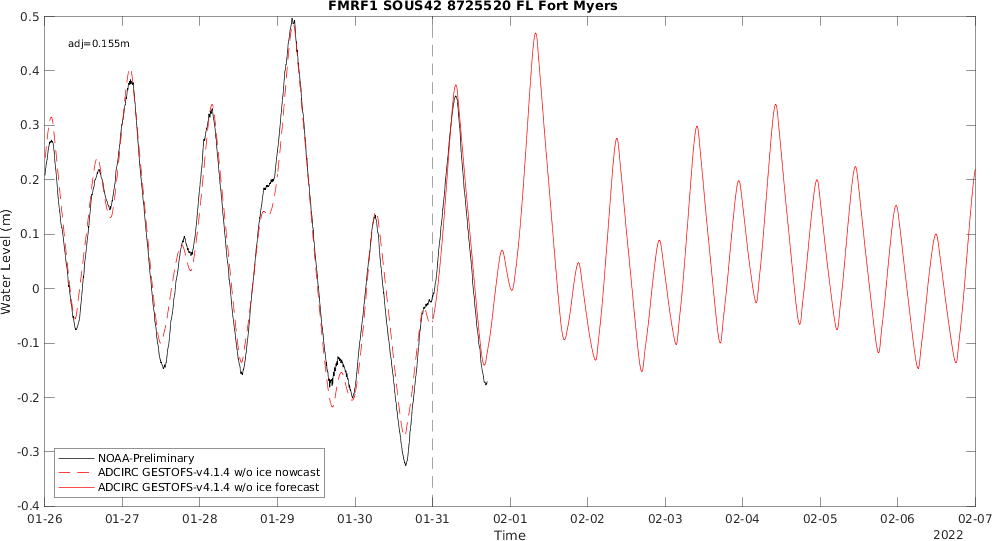 FMRF1 SOUS42 8725520 FL Fort Myers
adj=0.155m
0.5
0.4
0.3
0.2
0.1
0
-0.1
-0.2
-0.3
-0.4
Water Level (m)
NOAA-Preliminary
ADCIRC GESTOFS-v4.1.4 w/o ice nowcast
ADCIRC GESTOFS-v4.1.4 w/o ice forecast
01-26 01-27 01-28 01-29 01-30 01-31 02-01 02-02 02-03 02-04 02-05 02-06 02-07
Time
2022